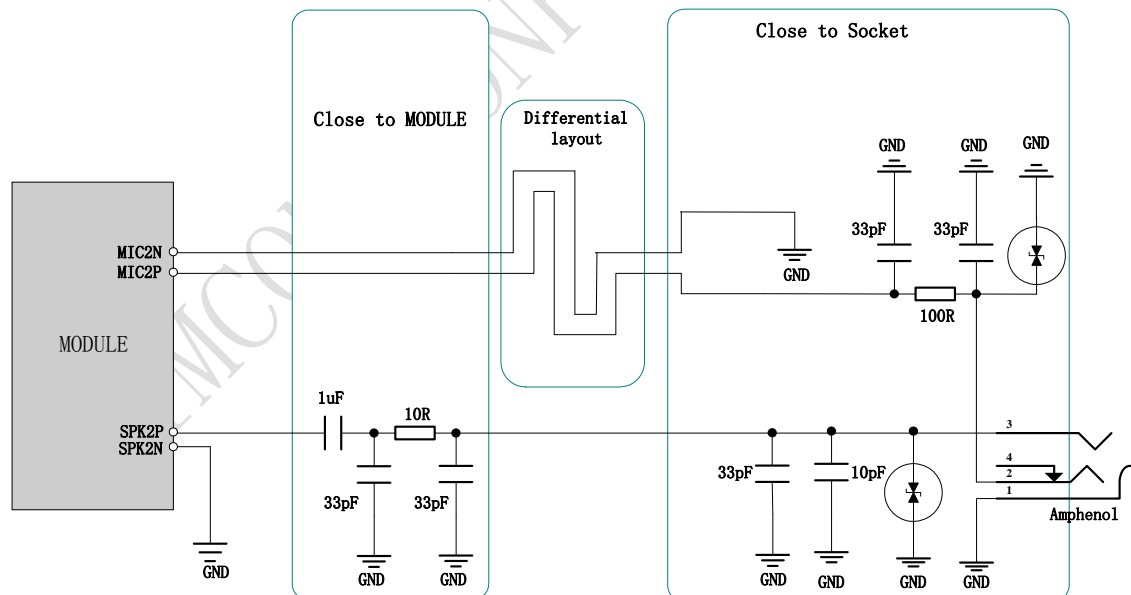 Close to Socket
Close to MODULE
Differential
layout
GND
GND
GND
33pF
33pF
MIC2N
MIC2P
GND
100R
MODULE
1uF
10R
SPK2P
SPK2N
33pF
33pF
33pF
10pF
3
4
2
1
Amphenol
GND
GND
GND
GND
GND
GND
GND